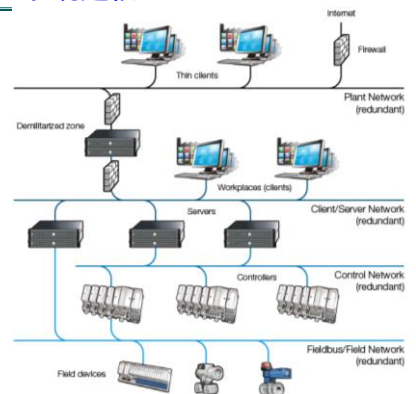 Internet
Firewall
Thin clients
Plant Network
(redundant)
Demilitarized zone
Workplaces (clients)
Servers
Client/Server Network
(redundant)
Controllers
Control Network
(redundant)
Fieldbus/Field Network
(redundant)
Field devices